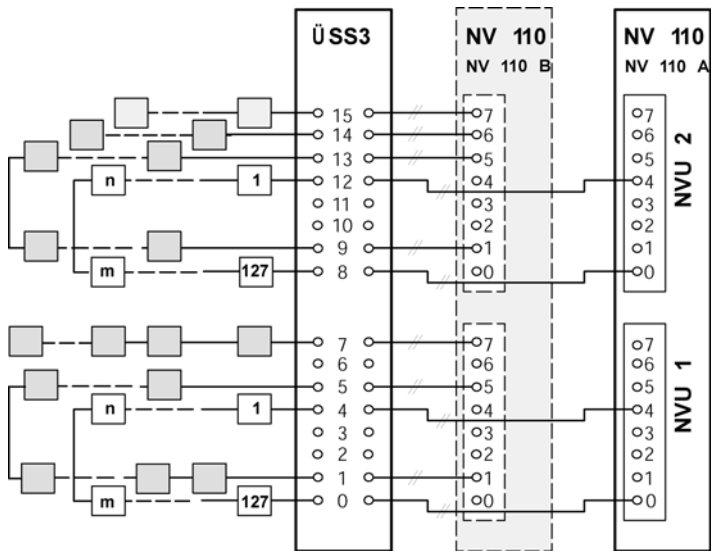 Ü SS3 NV 110 NV 110
NV 110 B NV 110 A
15 7 7
14 6 6
13 5 5
n 1 12 4 4
11 3 3
10 2 2
9 1 1
m 127 8 0 0
NVU 2
7 7 7
6 6 6
5 5 5
n 1 4 4 4
3 3 3
2 2 2
1 1 1
m 127 0 0 0
NVU 1